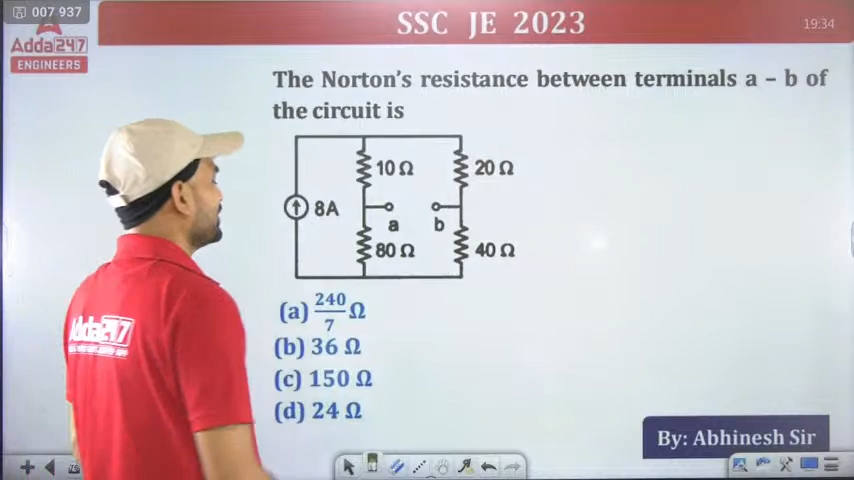 007 937
SSC JE 2023
19:34
Adda247
ENGINEERS
The Norton's resistance between terminals a – b of
the circuit is
10 Ω
20 Ω
8A
a
b
80 Ω
40 Ω
(a) 240/7 Ω
(b) 36 Ω
(c) 150 Ω
(d) 24 Ω
Adda247
By: Abhinesh Sir